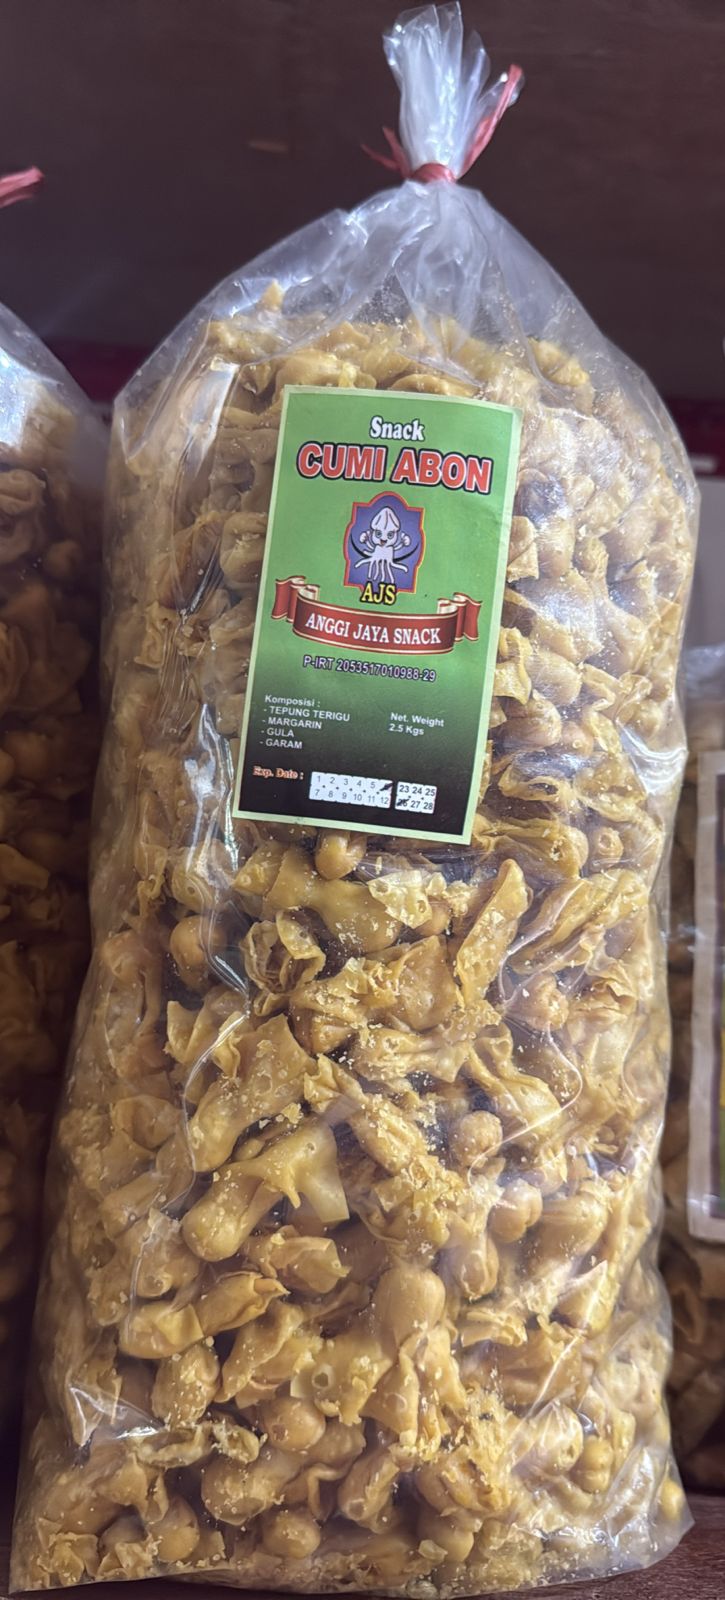 Snack
CUMI ABON
AJS
ANGGI JAYA SNACK
P-IRT 2053517010988-29
Komposisi :
- TEPUNG TERIGU
- MARGARIN
- GULA
- GARAM
Net. Weight
2.5 Kgs
Exp. Date :
1 2 3 4 5
7 8 9 10 11 12
23 24 25
26 27 28